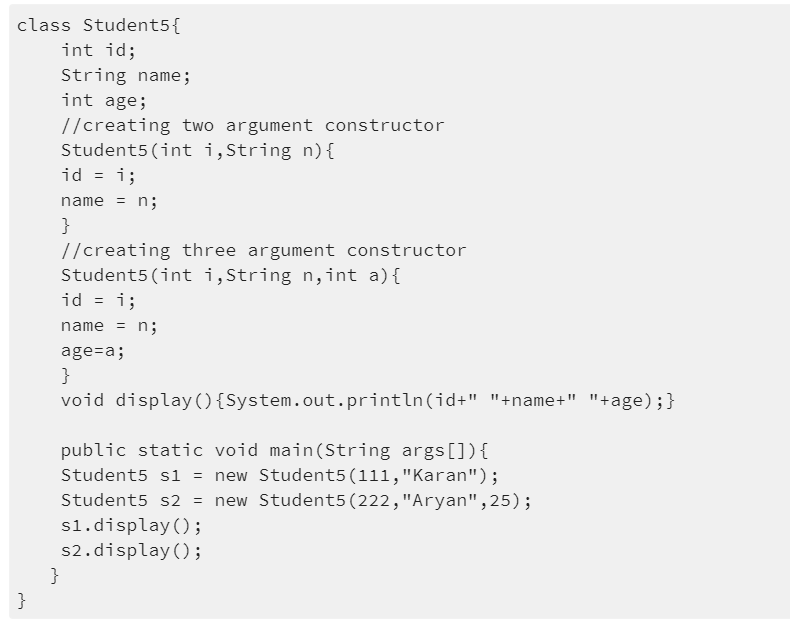 class Student5{
    int id;
    String name;
    int age;
    //creating two argument constructor
    Student5(int i,String n){
    id = i;
    name = n;
    }
    //creating three argument constructor
    Student5(int i,String n,int a){
    id = i;
    name = n;
    age=a;
    }
    void display(){System.out.println(id+" "+name+" "+age);}

    public static void main(String args[]){
    Student5 s1 = new Student5(111,"Karan");
    Student5 s2 = new Student5(222,"Aryan",25);
    s1.display();
    s2.display();
   }
}